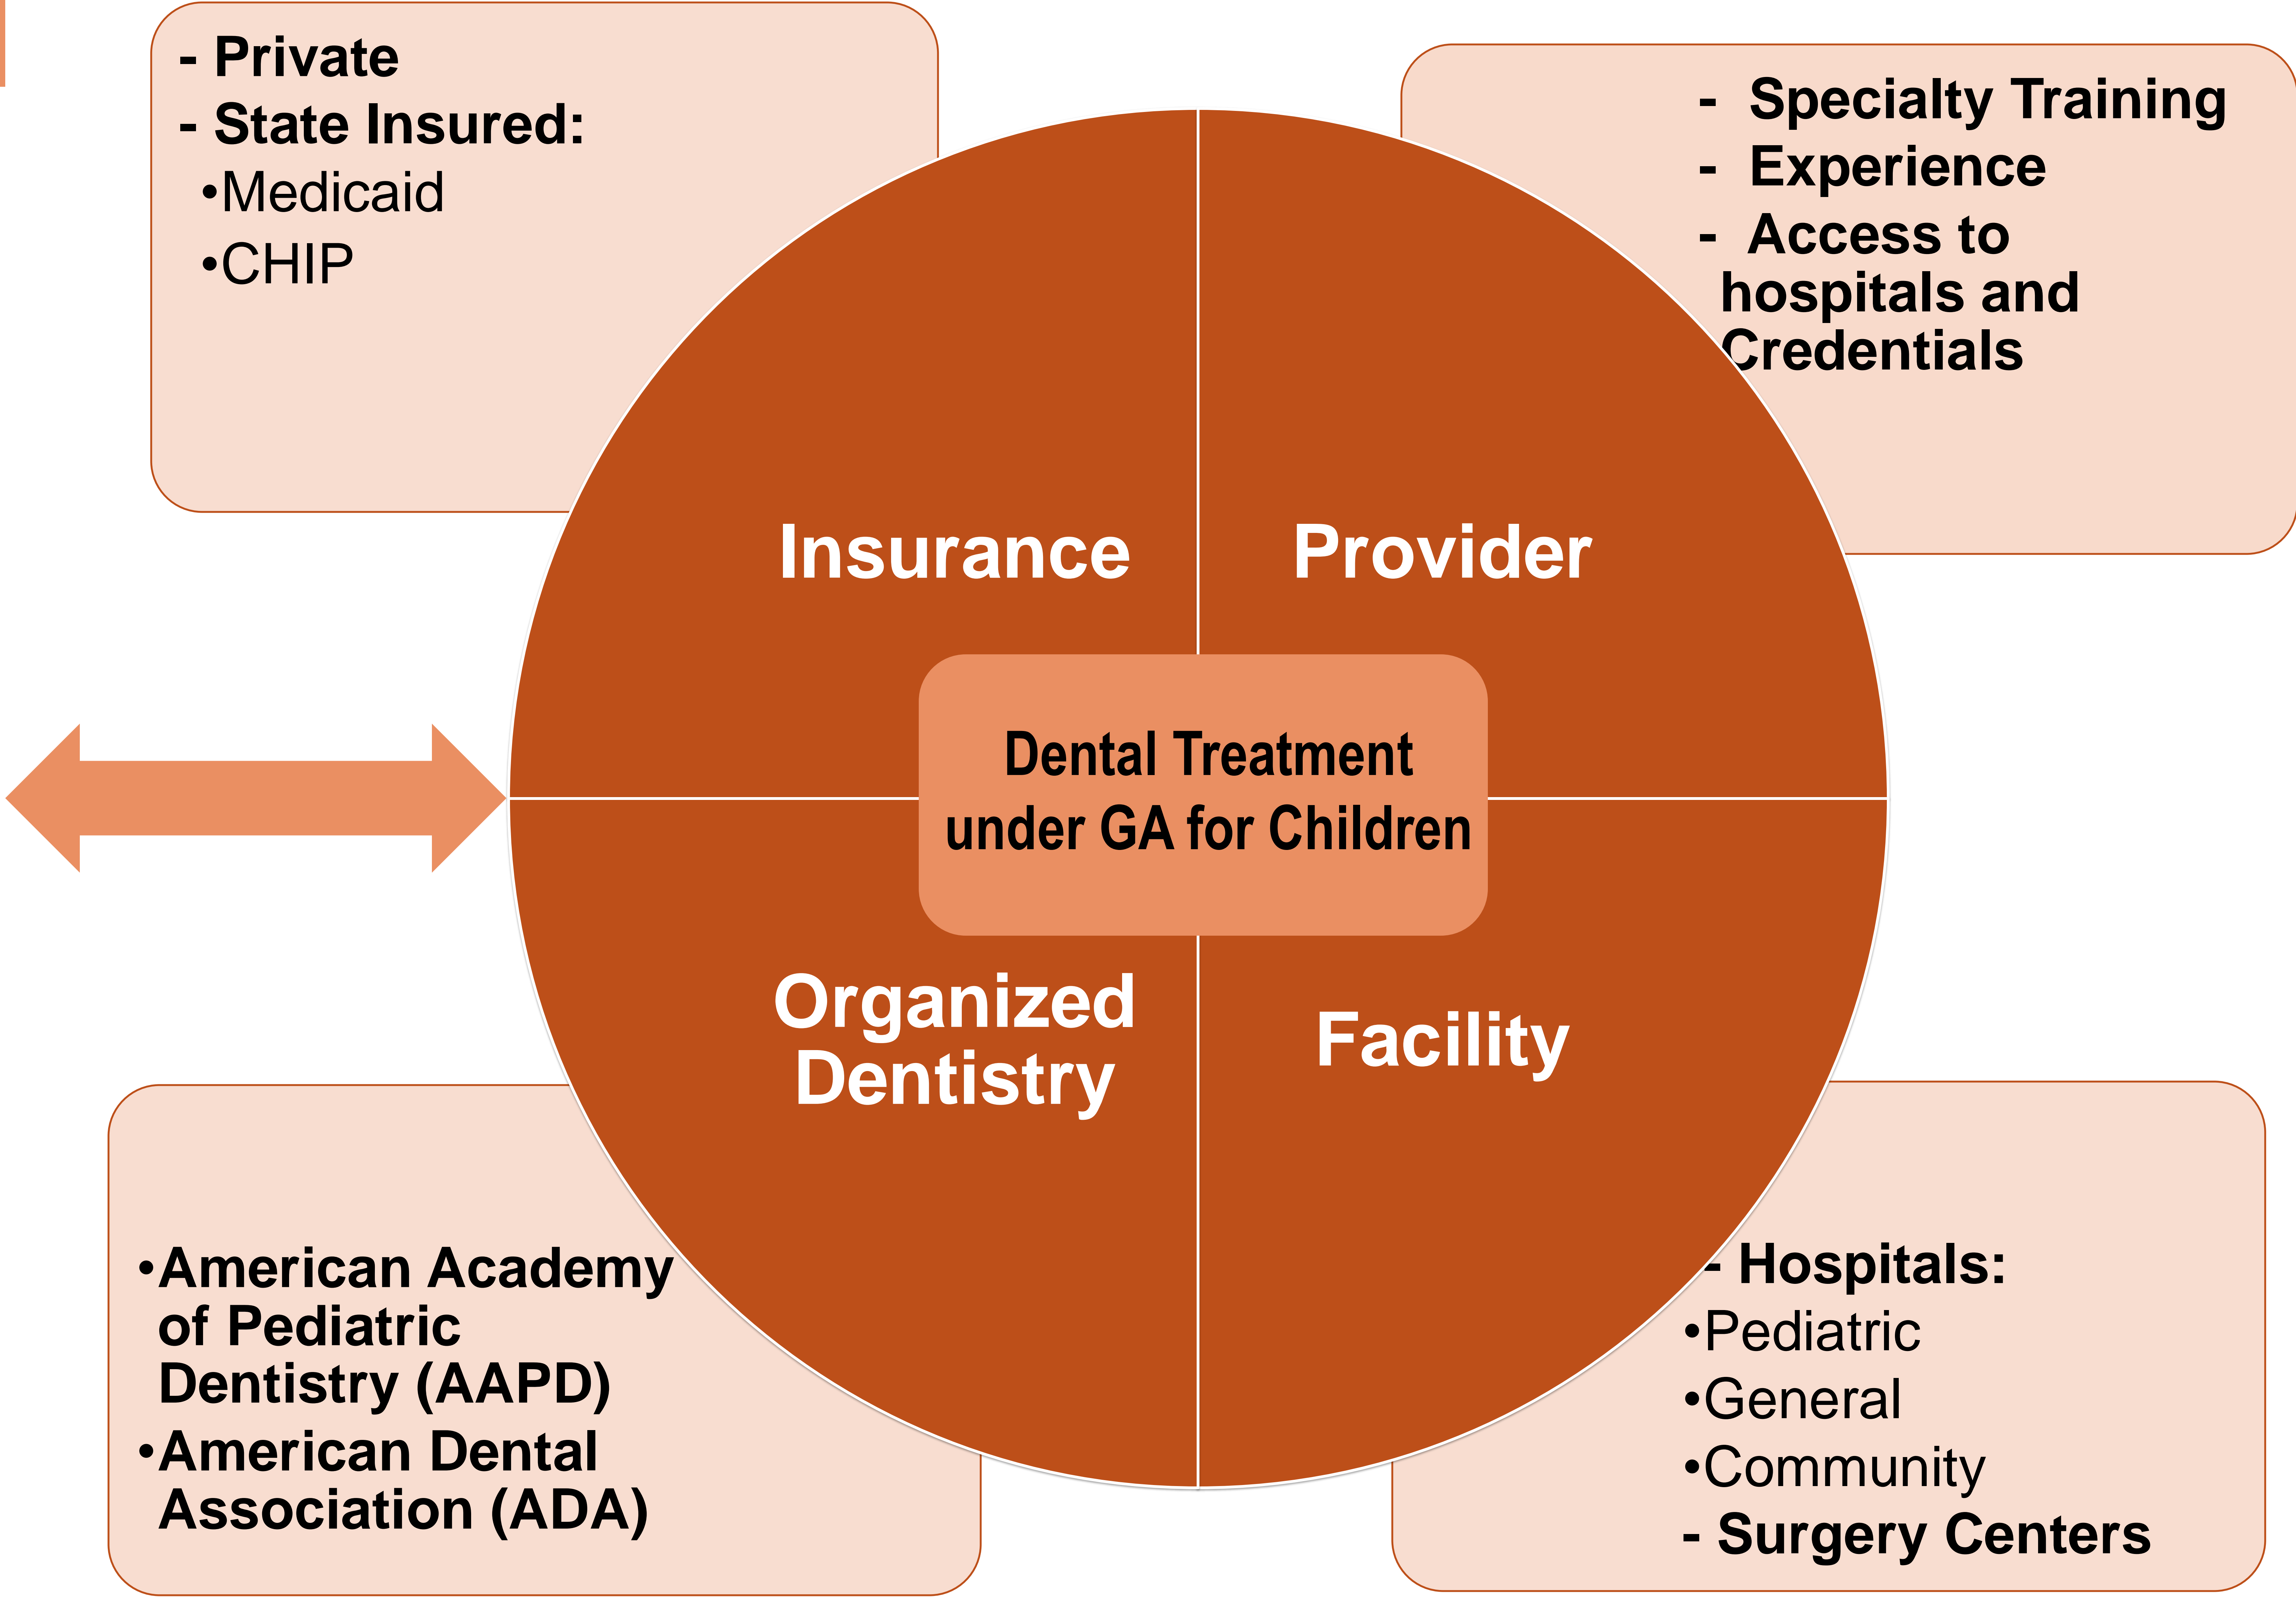 - Private
- State Insured:
•Medicaid
•CHIP
- Specialty Training
- Experience
- Access to
hospitals and
Credentials
Insurance
Provider
Dental Treatment
under GA for Children
Organized
Dentistry
Facility
•American Academy
of Pediatric
Dentistry (AAPD)
•American Dental
Association (ADA)
- Hospitals:
•Pediatric
•General
•Community
- Surgery Centers